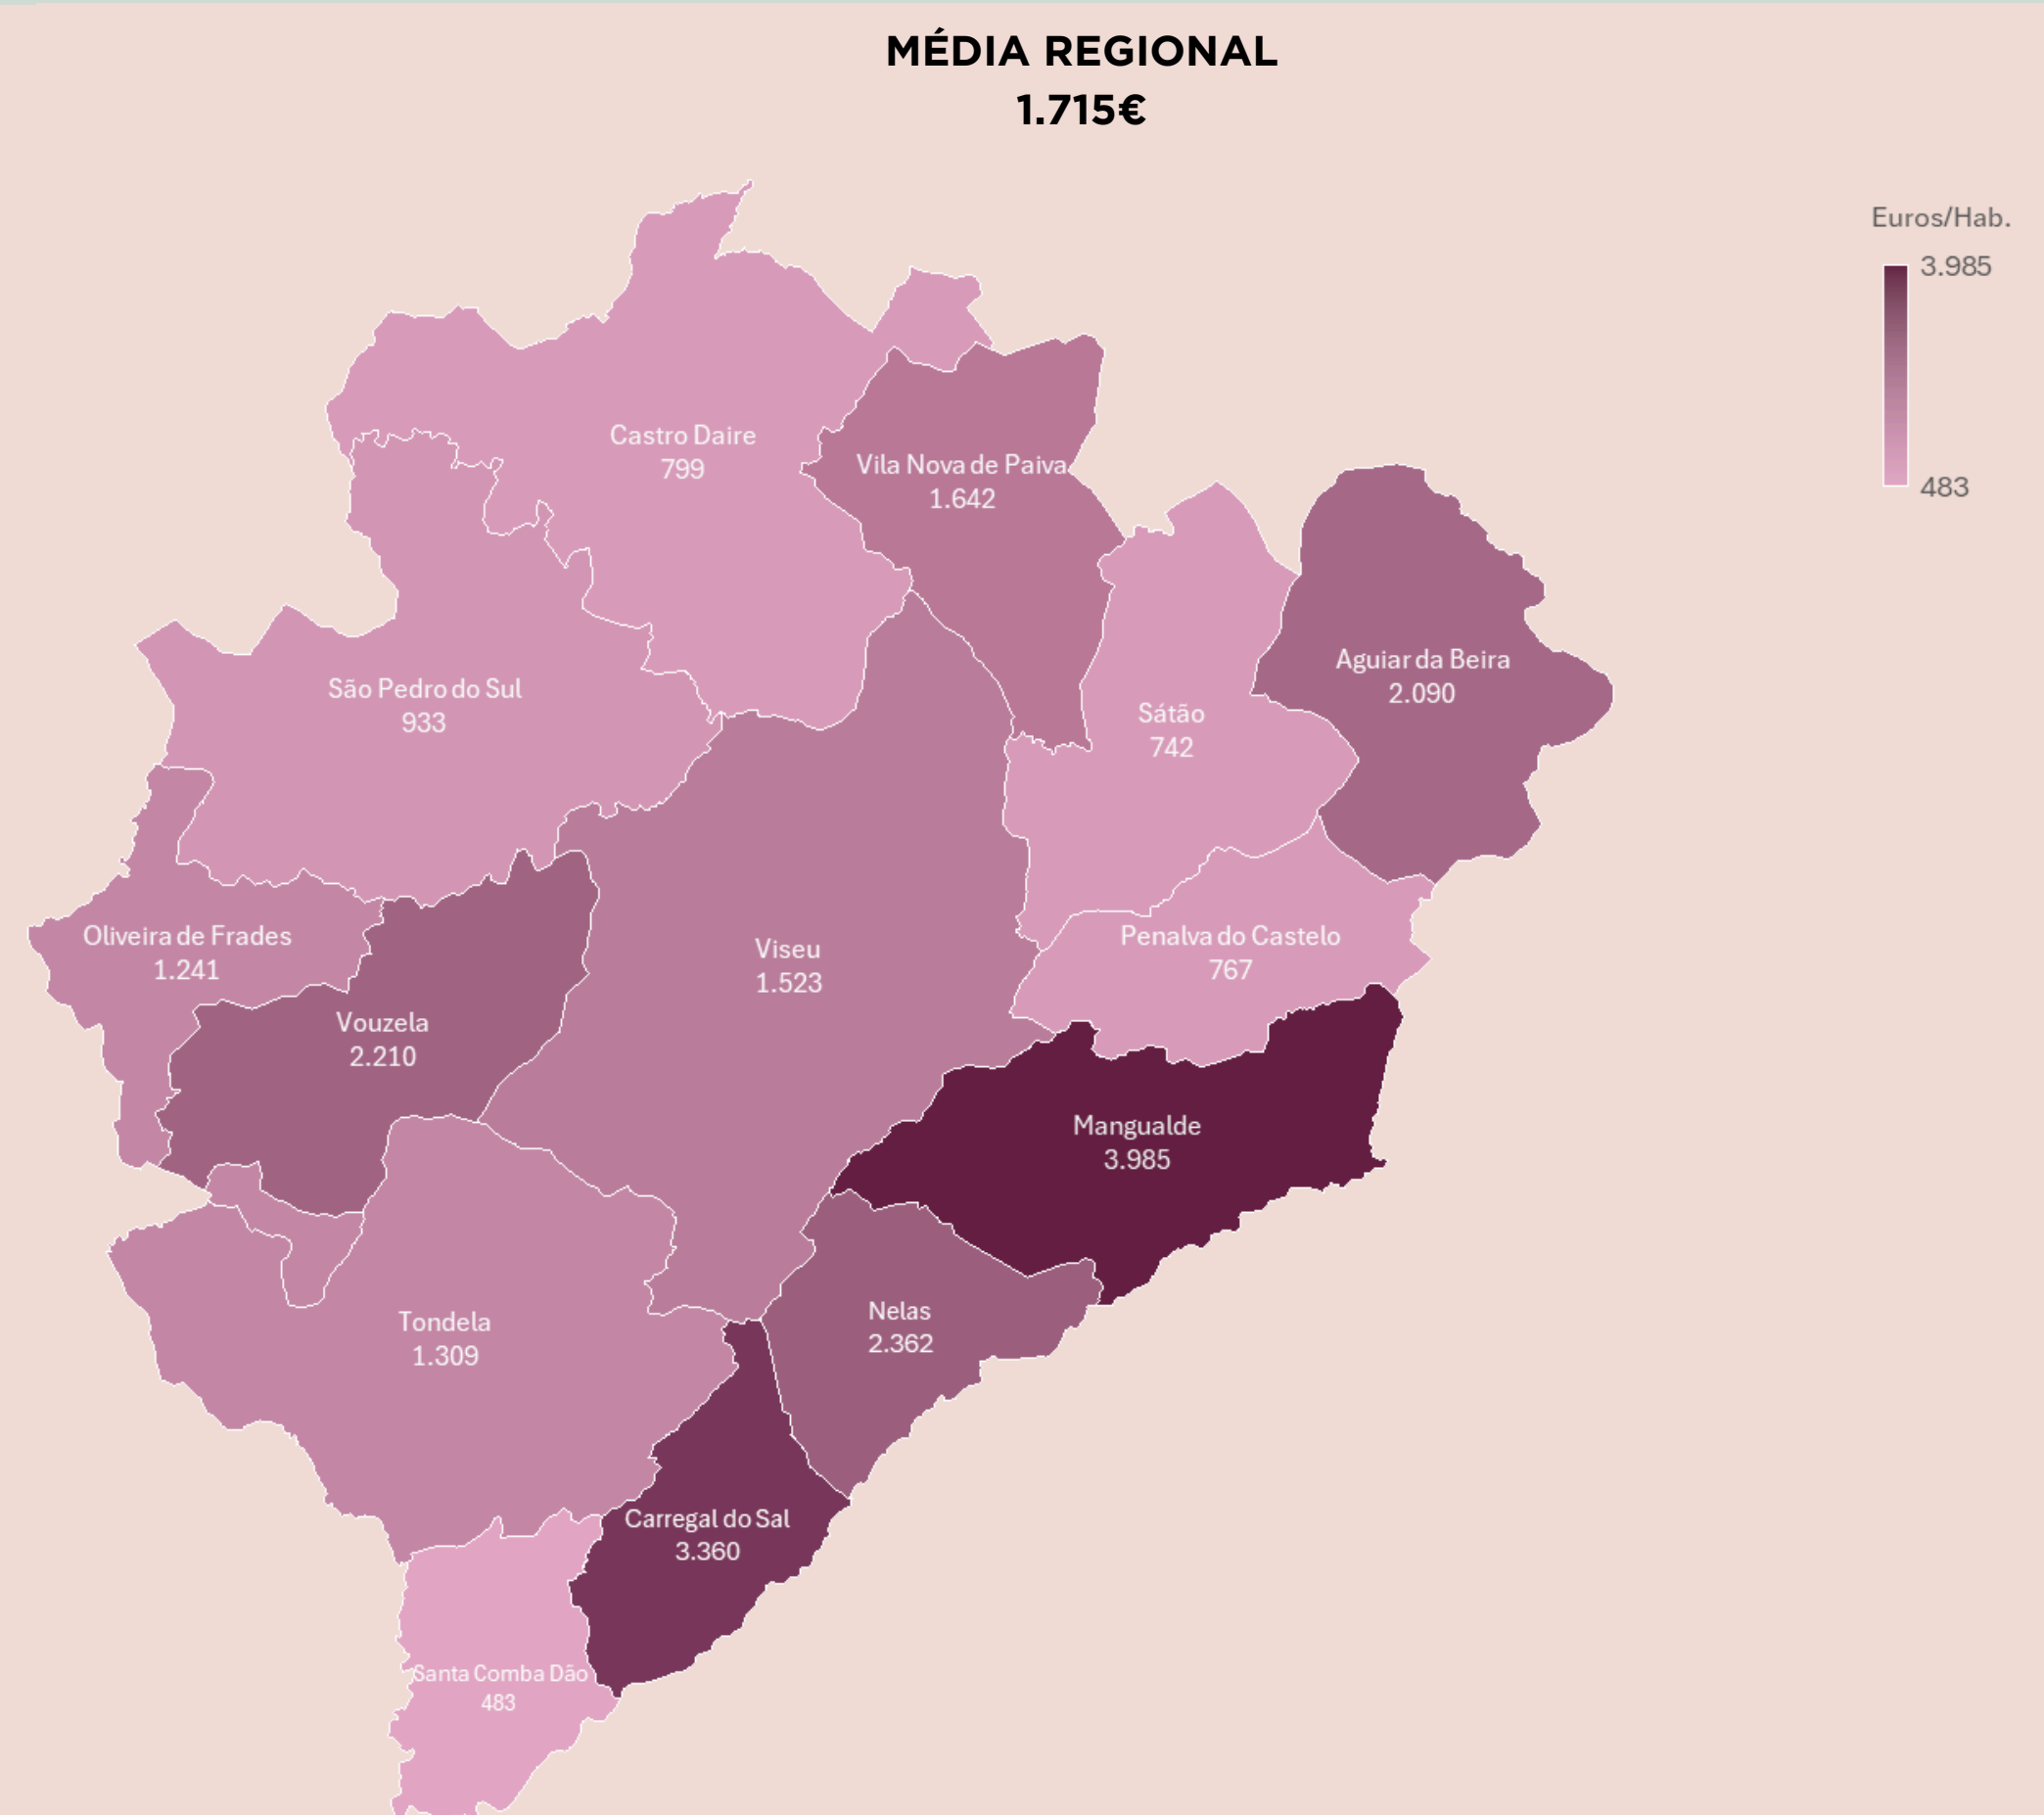 MÉDIA REGIONAL
1.715€
Euros/Hab.
3.985
483
Castro Daire
799
Vila Nova de Paiva
1.642
Aguiar da Beira
2.090
São Pedro do Sul
933
Sátão
742
Oliveira de Frades
1.241
Viseu
1.523
Penalva do Castelo
767
Vouzela
2.210
Mangualde
3.985
Nelas
2.362
Tondela
1.309
Carregal do Sal
3.360
Santa Comba Dão
483